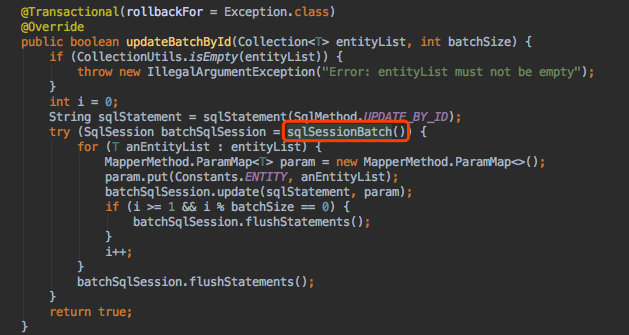 @Transactional(rollbackFor = Exception.class)
@Override
public boolean updateBatchById(Collection<T> entityList, int batchSize) {
if (CollectionUtils.isEmpty(entityList)) {
throw new IllegalArgumentException("Error: entityList must not be empty");
}
int i = 0;
String sqlStatement = sqlStatement(SqlMethod.UPDATE_BY_ID);
try (SqlSession batchSqlSession = sqlSessionBatch()) {
for (T anEntityList : entityList) {
MapperMethod.ParamMap<T> param = new MapperMethod.ParamMap<>();
param.put(Constants.ENTITY, anEntityList);
batchSqlSession.update(sqlStatement, param);
if (i >= 1 && i % batchSize == 0) {
batchSqlSession.flushStatements();
}
i++;
}
batchSqlSession.flushStatements();
}
return true;
}